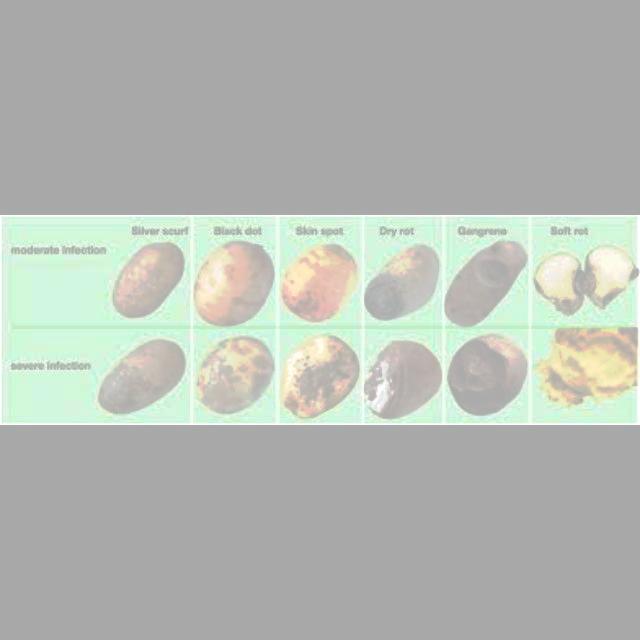 Silver scurf Black dot Skin spot Dry rot Gangrene Soft rot
moderate infection
severe infection